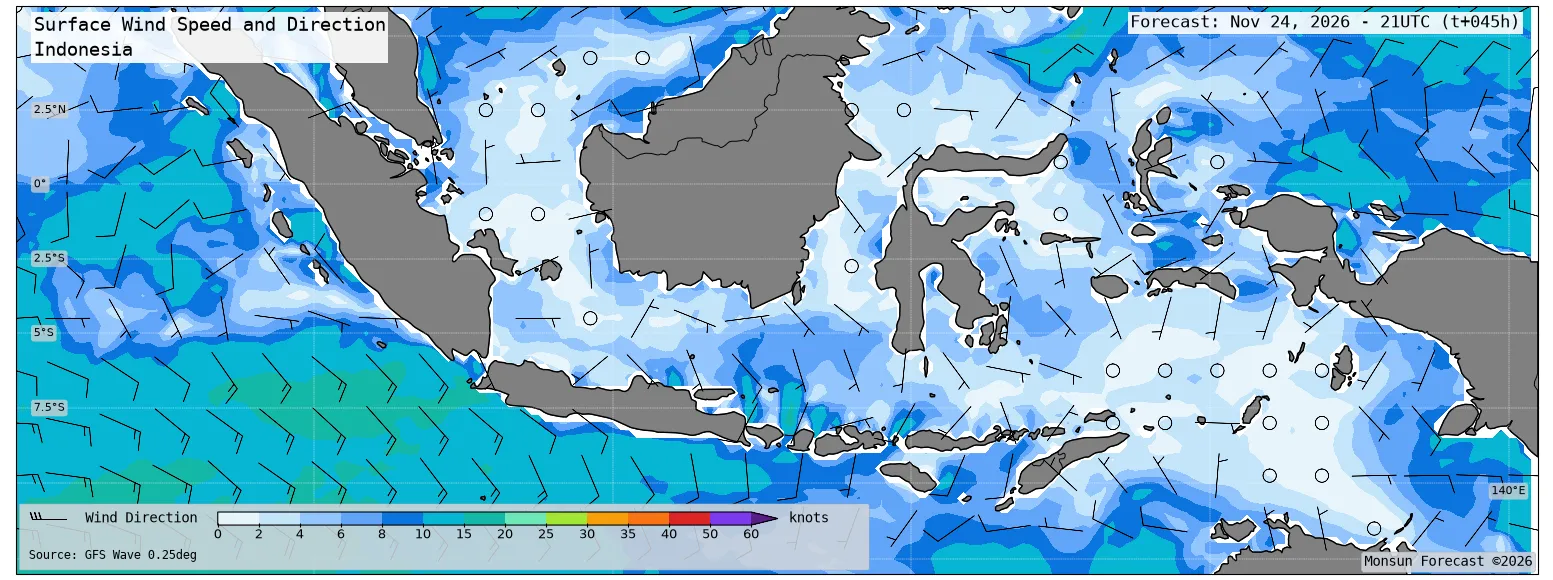 Surface Wind Speed and Direction
Indonesia
Forecast: Nov 24, 2026 - 21UTC (t+045h)
2.5°N
0°
2.5°S
5°S
7.5°S
140°E
Wind Direction
0 2 4 6 8 10 15 20 25 30 35 40 50 60
knots
Source: GFS Wave 0.25deg
Monsun Forecast ©2026